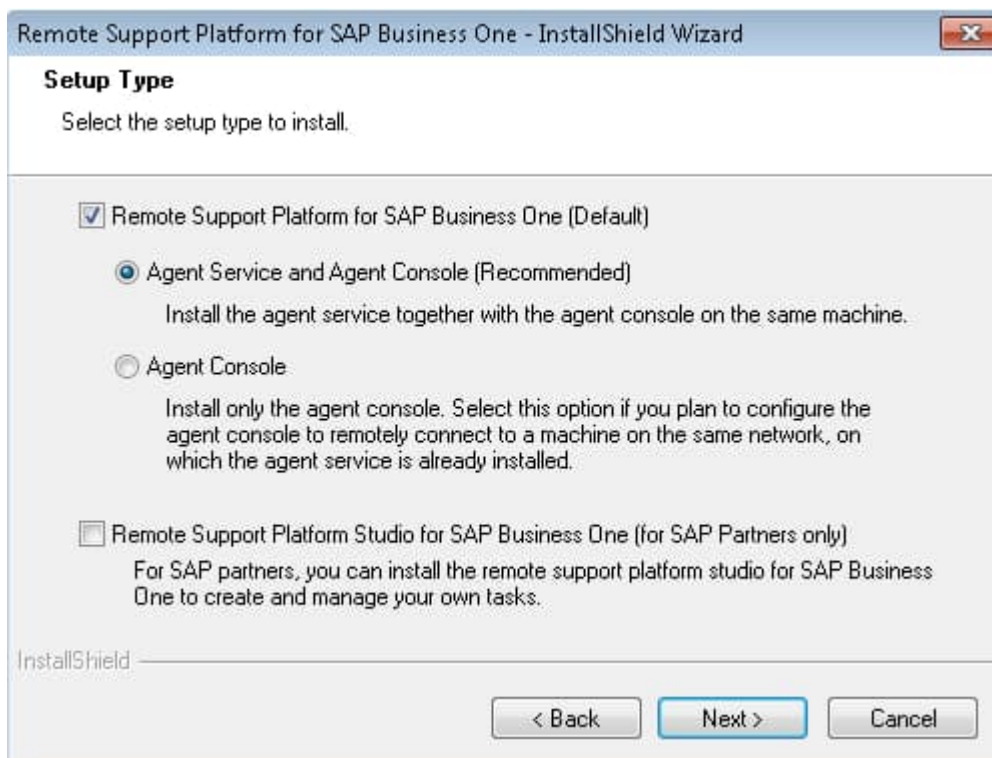 Remote Support Platform for SAP Business One - InstallShield Wizard
Setup Type
Select the setup type to install.
Remote Support Platform for SAP Business One (Default)
Agent Service and Agent Console (Recommended)
Install the agent service together with the agent console on the same machine.
Agent Console
Install only the agent console. Select this option if you plan to configure the
agent console to remotely connect to a machine on the same network, on
which the agent service is already installed.
Remote Support Platform Studio for SAP Business One (for SAP Partners only)
For SAP partners, you can install the remote support platform studio for SAP Business
One to create and manage your own tasks.
InstallShield
< Back
Next >
Cancel